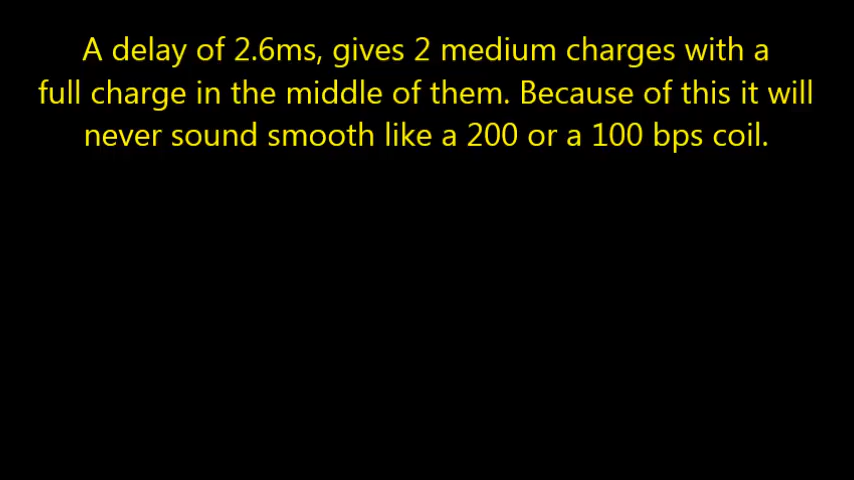 A delay of 2.6ms, gives 2 medium charges with a
full charge in the middle of them. Because of this it will
never sound smooth like a 200 or a 100 bps coil.